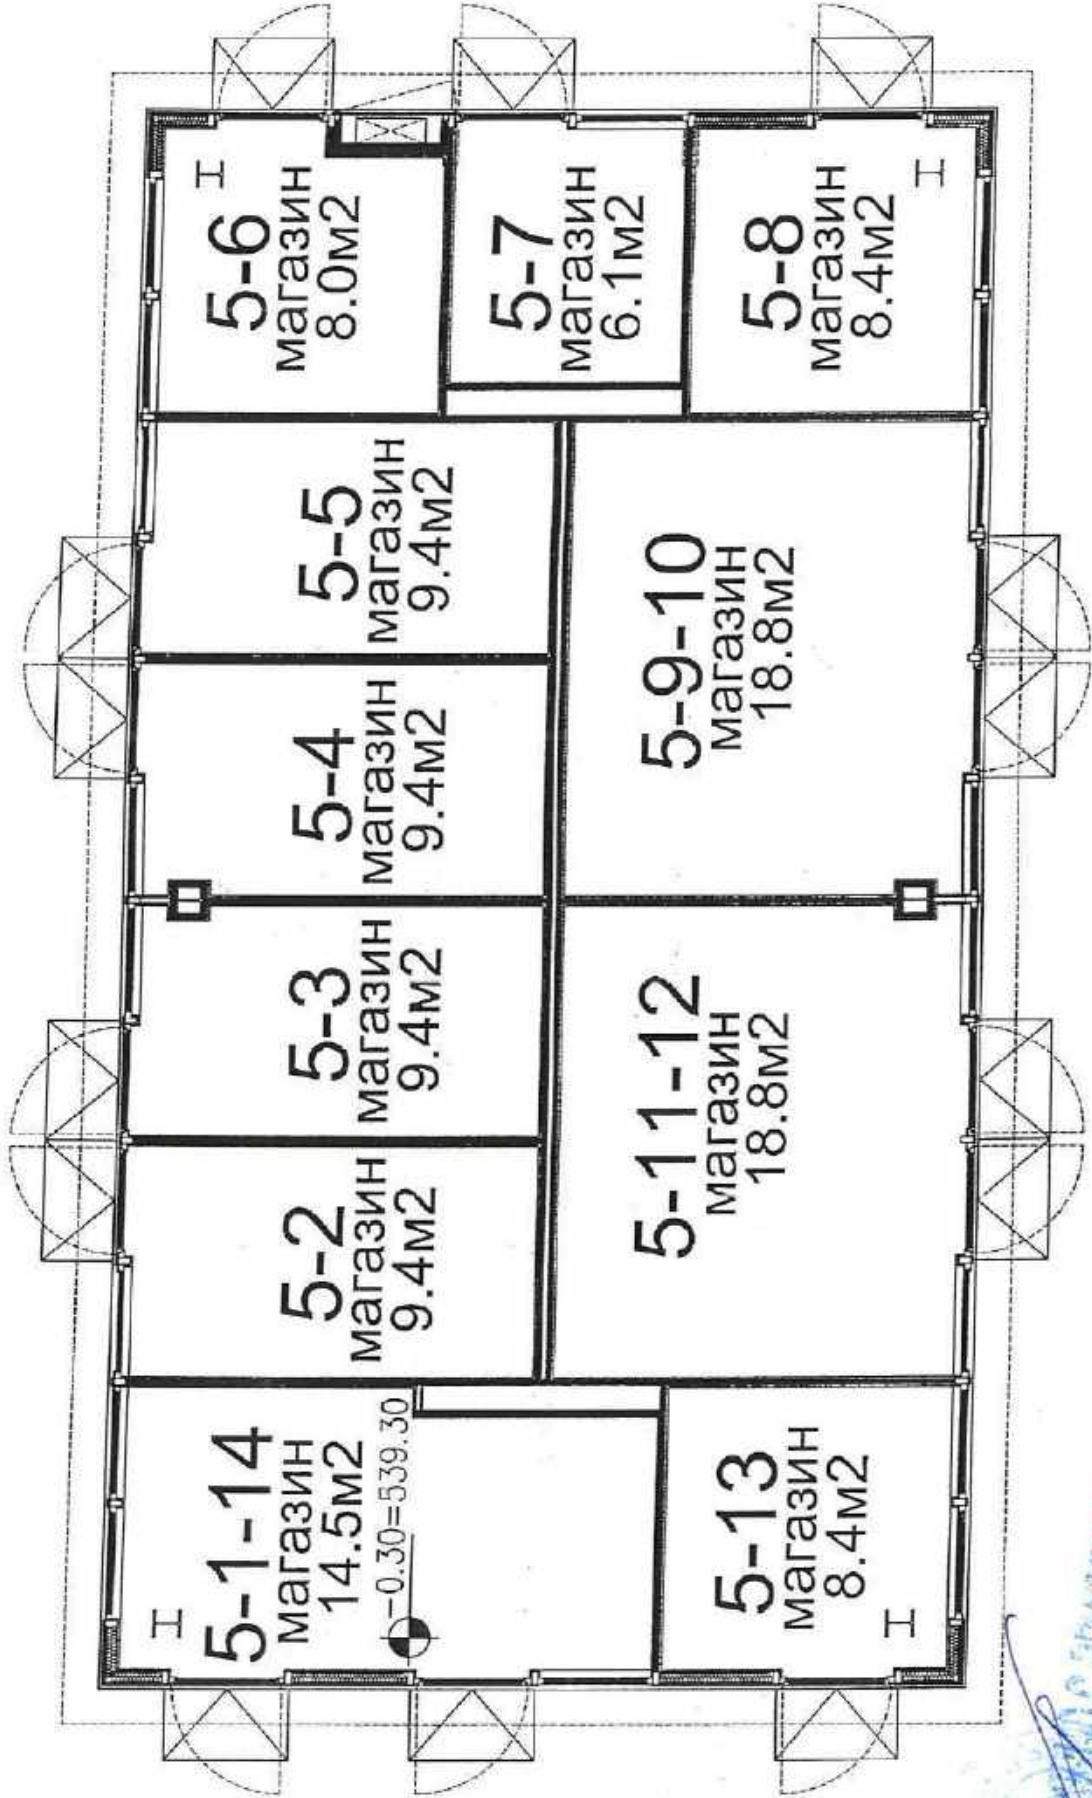 5-1-14
магазин
14.5м2
-0.30=539.30
5-2
магазин
9.4м2
5-3
магазин
9.4м2
5-4
магазин
9.4м2
5-5
магазин
9.4м2
5-6
магазин
8.0м2
5-7
магазин
6.1м2
5-8
магазин
8.4м2
5-9-10
магазин
18.8м2
5-11-12
магазин
18.8м2
5-13
магазин
8.4м2